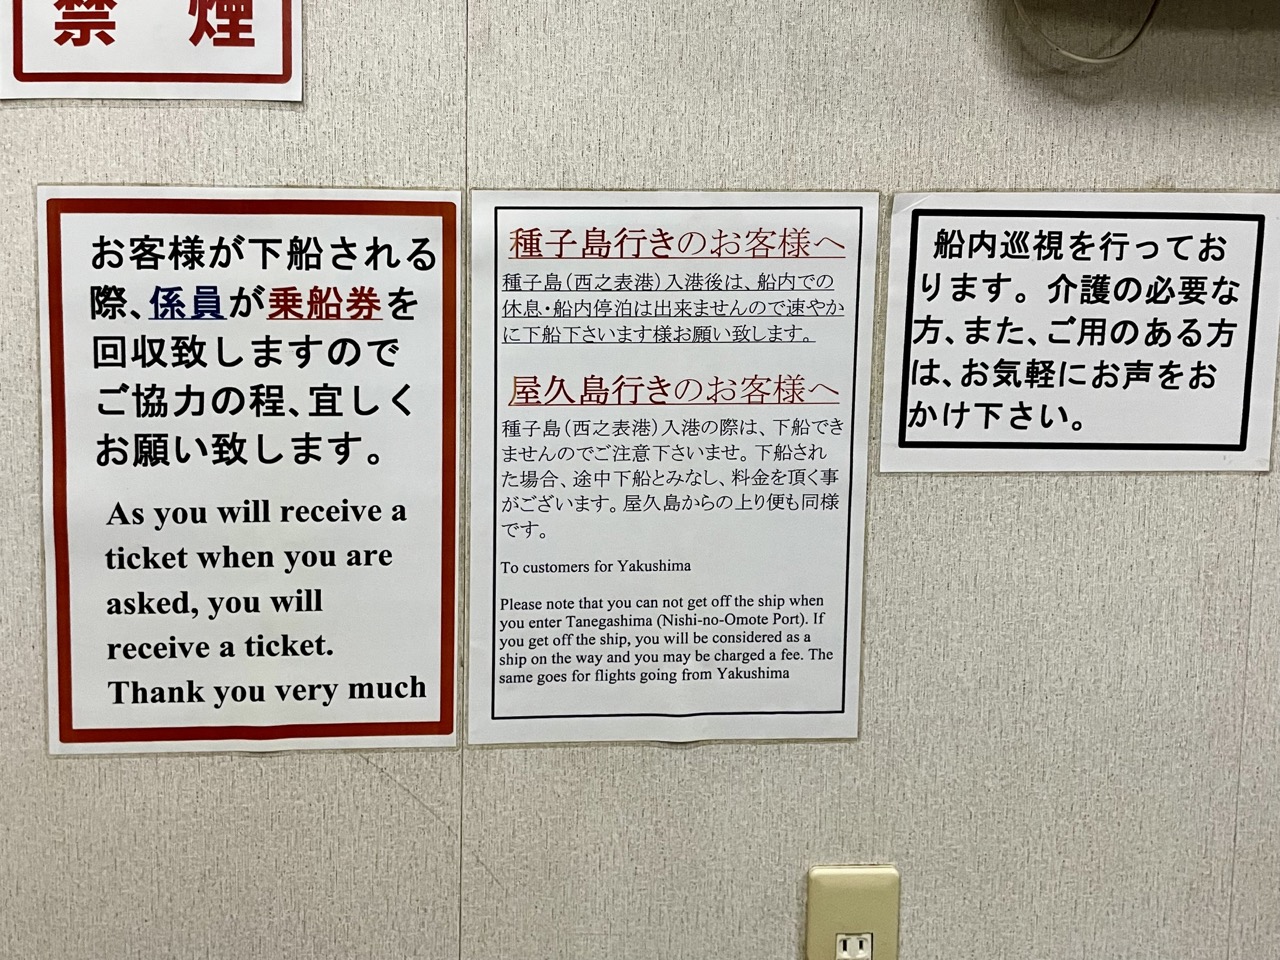 禁 煙
お客様が下船される
際、係員が乗船券を
回収致しますので
ご協力の程、宜しく
お願い致します。
As you will receive a
ticket when you are
asked, you will
receive a ticket.
Thank you very much
種子島行きのお客様へ
種子島（西之表港）入港後は、船内での
休息・船内停泊は出来ませんので速やか
に下船下さいます様お願い致します。
屋久島行きのお客様へ
種子島（西之表港）入港の際は、下船でき
ませんのでご注意下さいませ。下船され
た場合、途中下船とみなし、料金を頂く事
がございます。屋久島からの上り便も同様
です。
To customers for Yakushima
Please note that you can not get off the ship when
you enter Tanegashima (Nishi-no-Omote Port). If
you get off the ship, you will be considered as a
ship on the way and you may be charged a fee. The
same goes for flights going from Yakushima
船内巡視を行ってお
ります。介護の必要な
方、また、ご用のある方
は、お気軽にお声をお
かけ下さい。